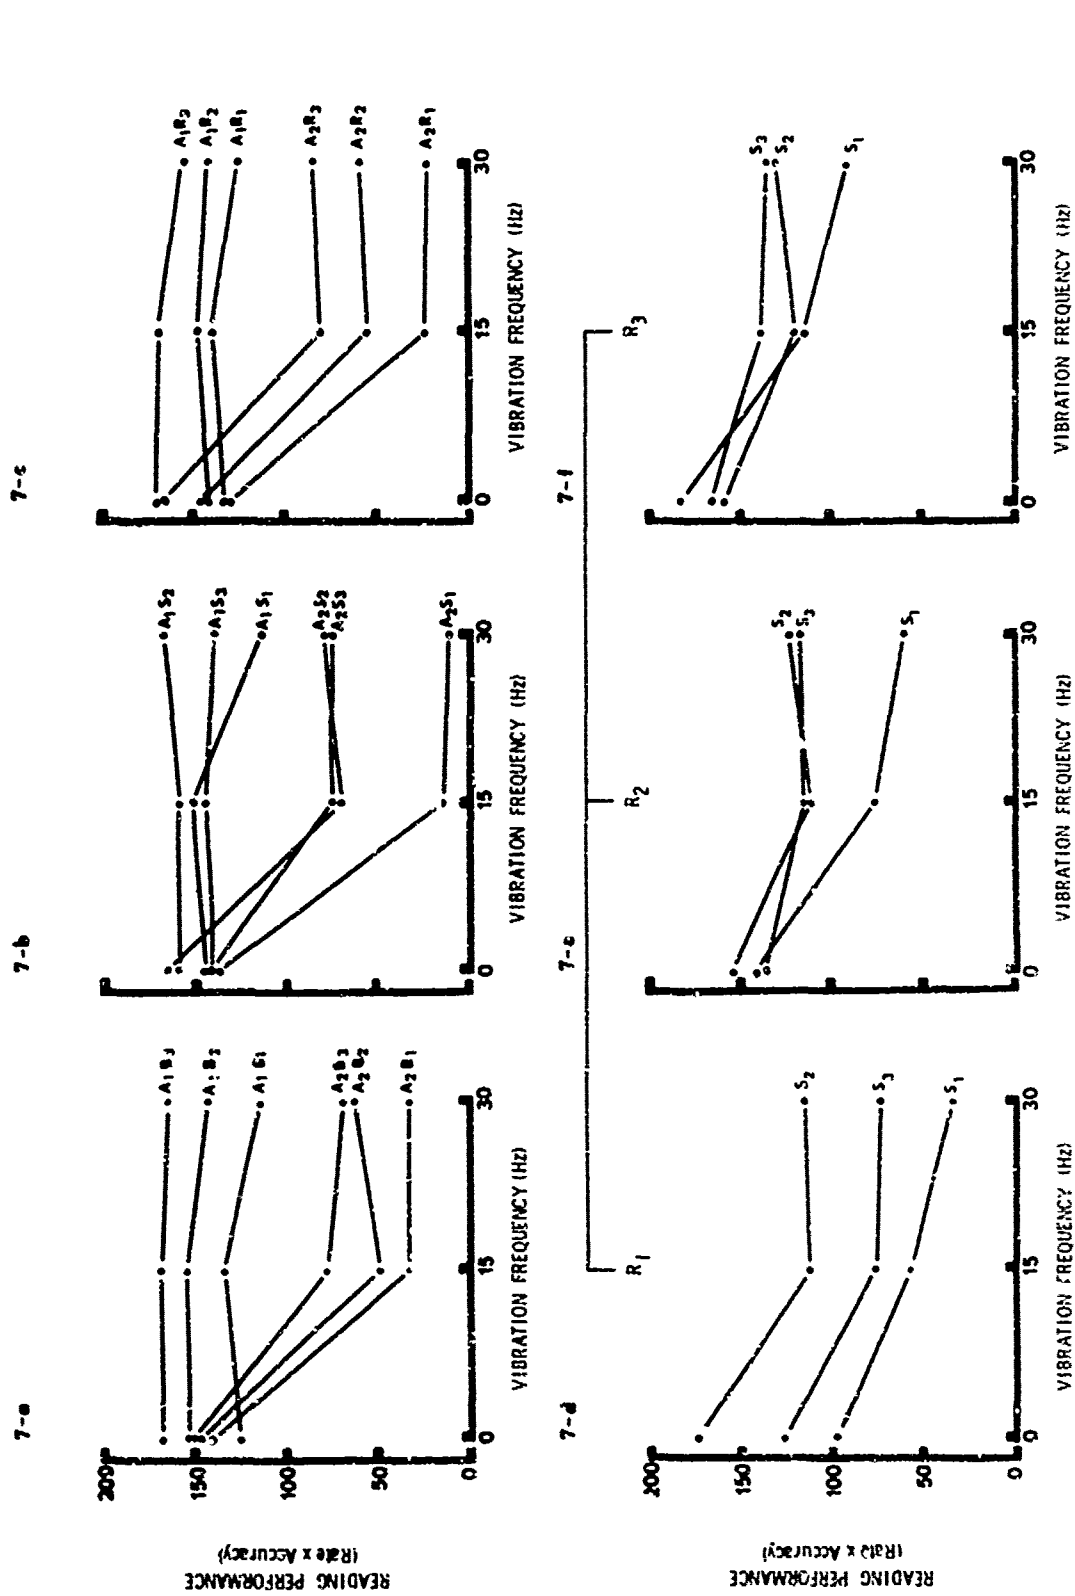 7-a
READING PERFORMANCE
(Rate x Accuracy)
200
150
100
50
0
A1B3
A1B2
A1B1
A2B3
A2B2
A2B1
0
15
30
VIBRATION FREQUENCY (Hz)
7-b
A1S2
A1S3
A1S1
A2S2
A2S3
A2S1
0
15
30
VIBRATION FREQUENCY (Hz)
7-c
A1R3
A1R2
A1R1
A2R3
A2R2
A2R1
0
15
30
VIBRATION FREQUENCY (Hz)
R1
R2
R3
7-d
READING PERFORMANCE
(Rate x Accuracy)
200
150
100
50
0
S2
S3
S1
0
15
30
VIBRATION FREQUENCY (Hz)
7-e
S2
S3
S1
0
15
30
VIBRATION FREQUENCY (Hz)
7-f
S3
S2
S1
0
15
30
VIBRATION FREQUENCY (Hz)